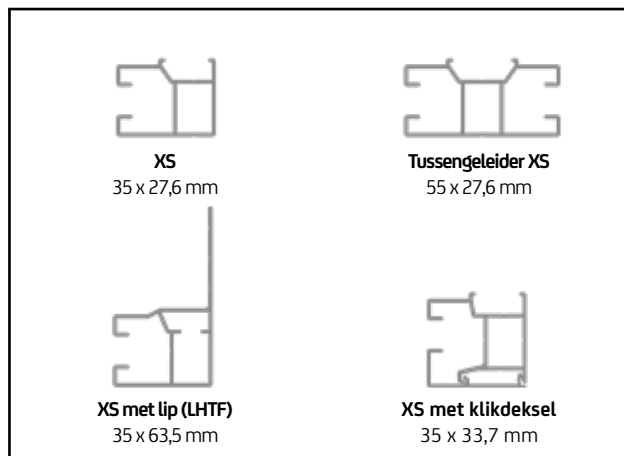 XS
35 x 27,6 mm
Tussengeleider XS
55 x 27,6 mm
XS met lip (LHTF)
35 x 63,5 mm
XS met klikdeksel
35 x 33,7 mm